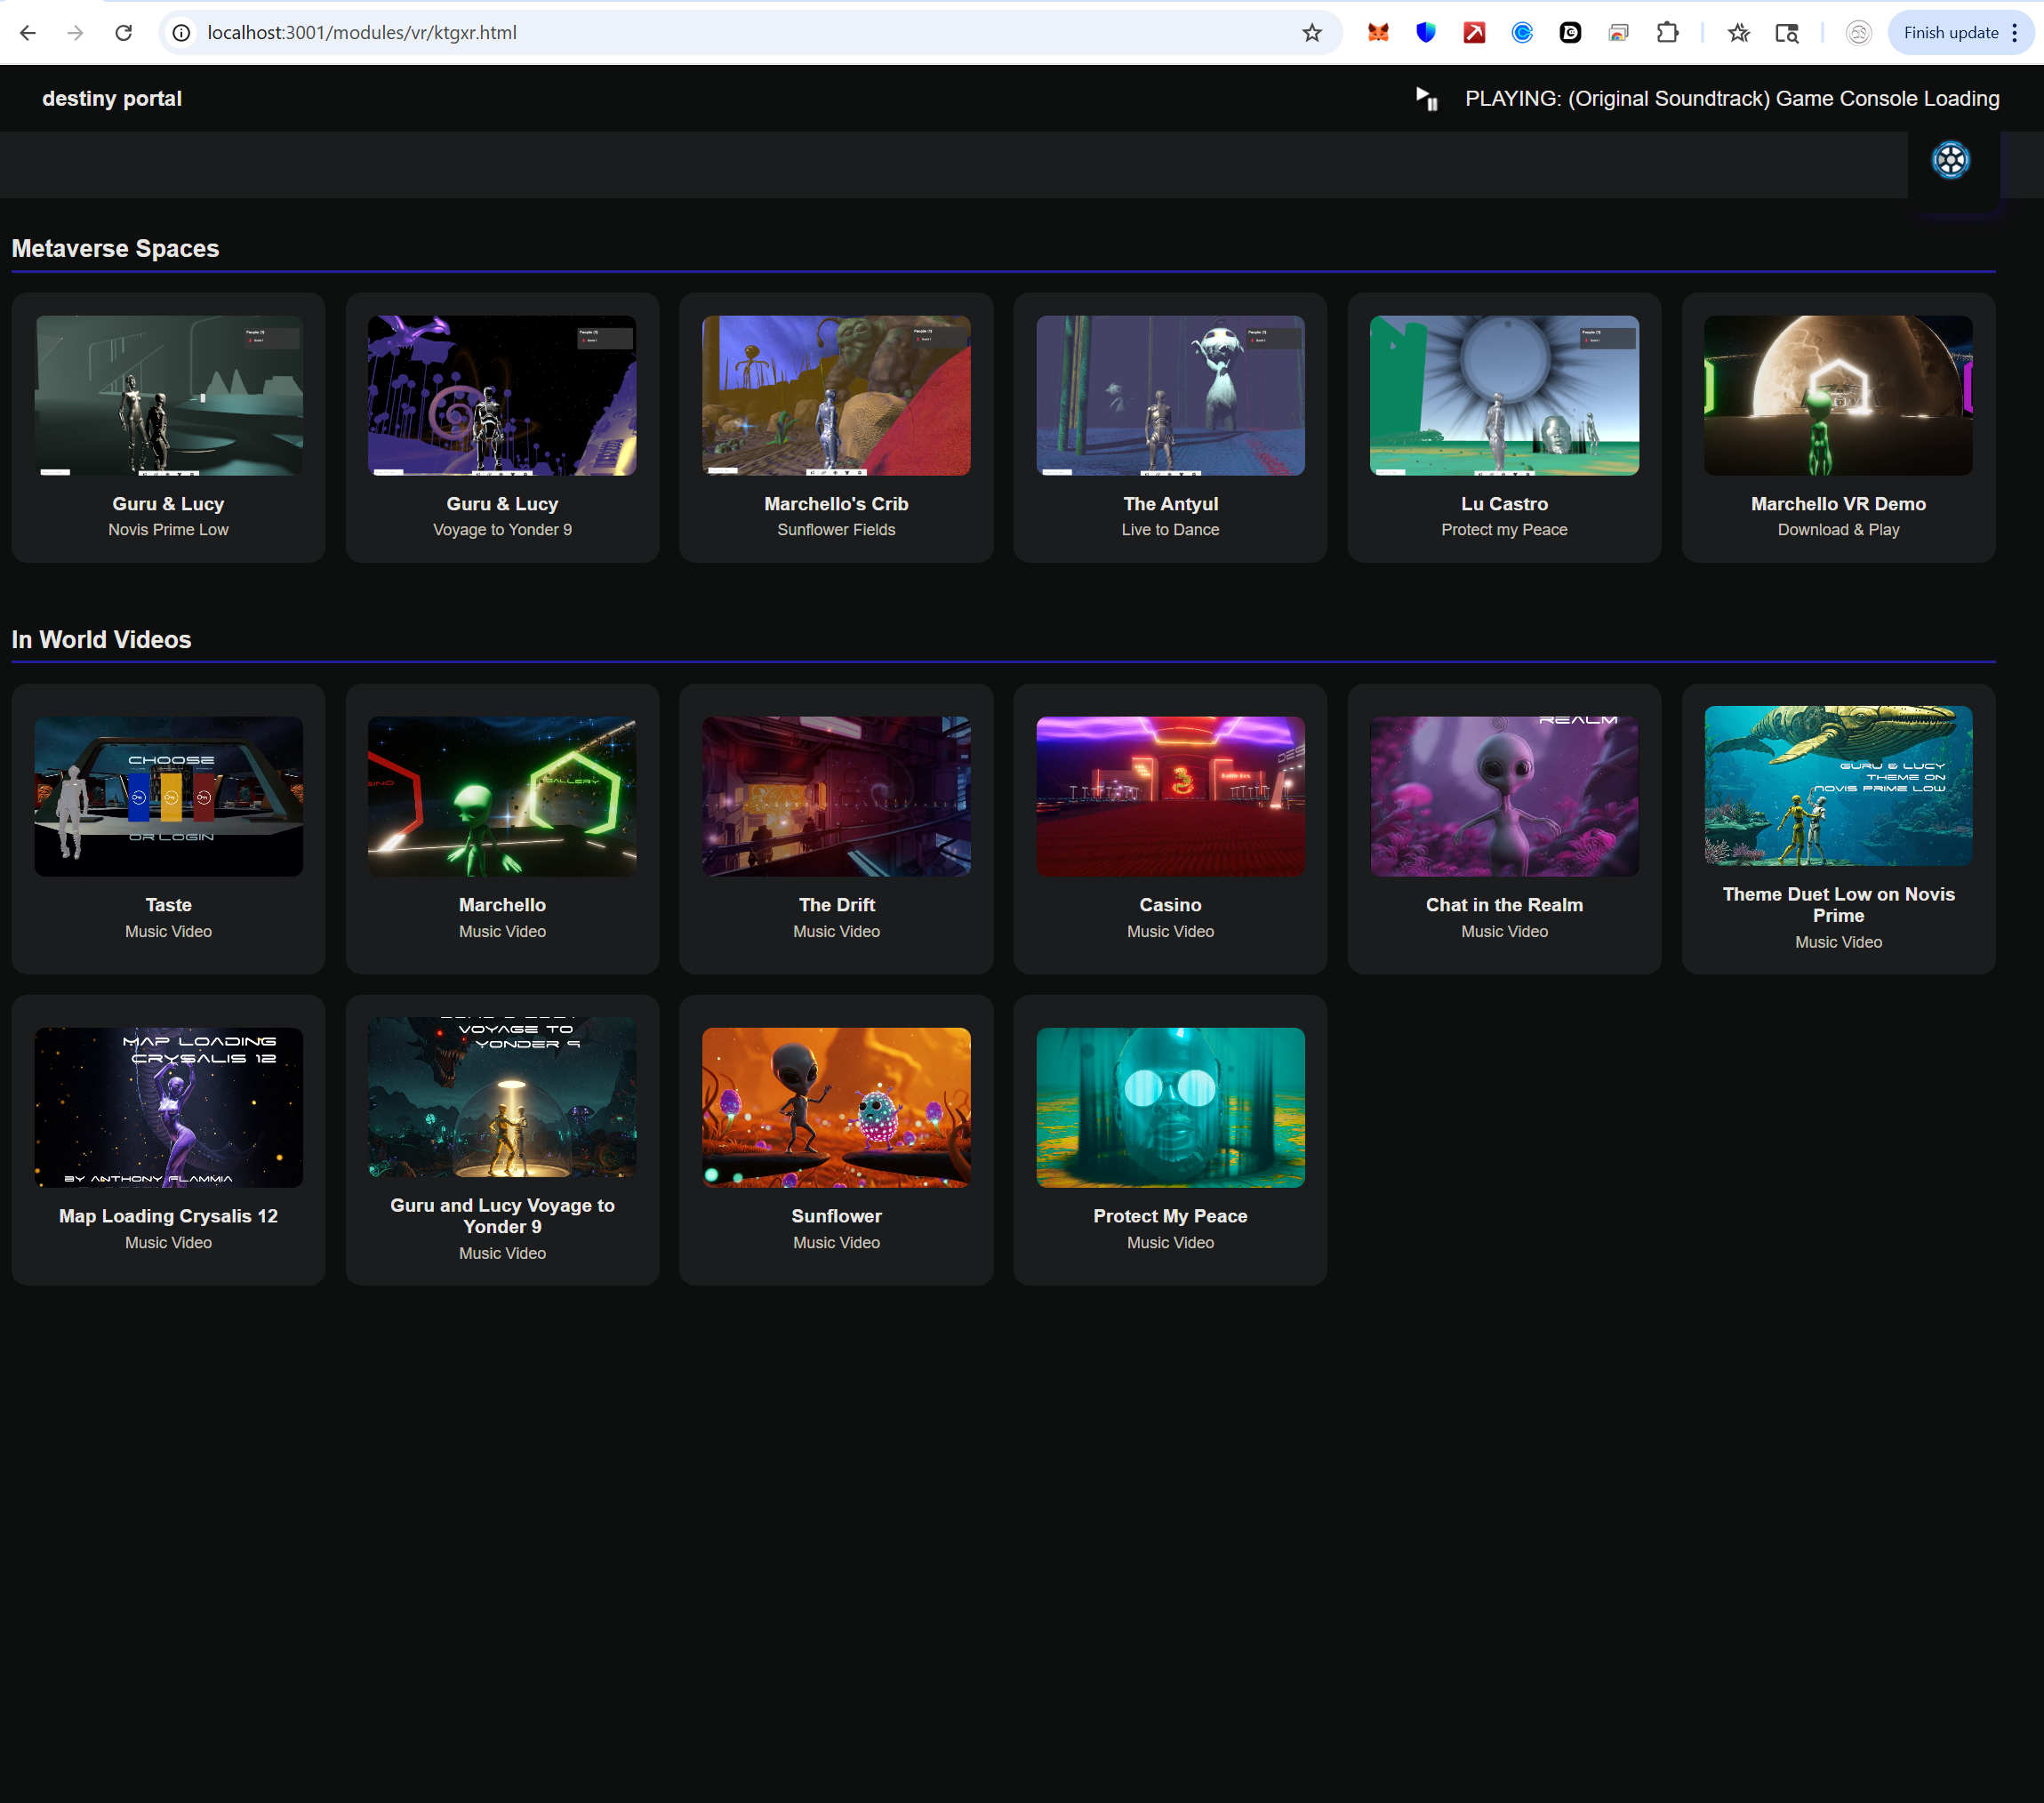 localhost:3001/modules/vr/ktgxr.html
Finish update
destiny portal
PLAYING: (Original Soundtrack) Game Console Loading
Metaverse Spaces
Guru & Lucy
Novis Prime Low
Guru & Lucy
Voyage to Yonder 9
Marchello's Crib
Sunflower Fields
The Antyul
Live to Dance
Lu Castro
Protect my Peace
Marchello VR Demo
Download & Play
In World Videos
CHOOSE
OR LOGIN
Taste
Music Video
GALLERY
Marchello
Music Video
The Drift
Music Video
3
Casino
Music Video
REALM
Chat in the Realm
Music Video
GURU & LUCY
THEME ON
NOVIS PRIME LOW
Theme Duet Low on Novis
Prime
Music Video
MAP LOADING
CRYSALIS 12
BY ANTHONY FLAMMIA
Map Loading Crysalis 12
Music Video
VOYAGE TO
YONDER 9
Guru and Lucy Voyage to
Yonder 9
Music Video
Sunflower
Music Video
Protect My Peace
Music Video